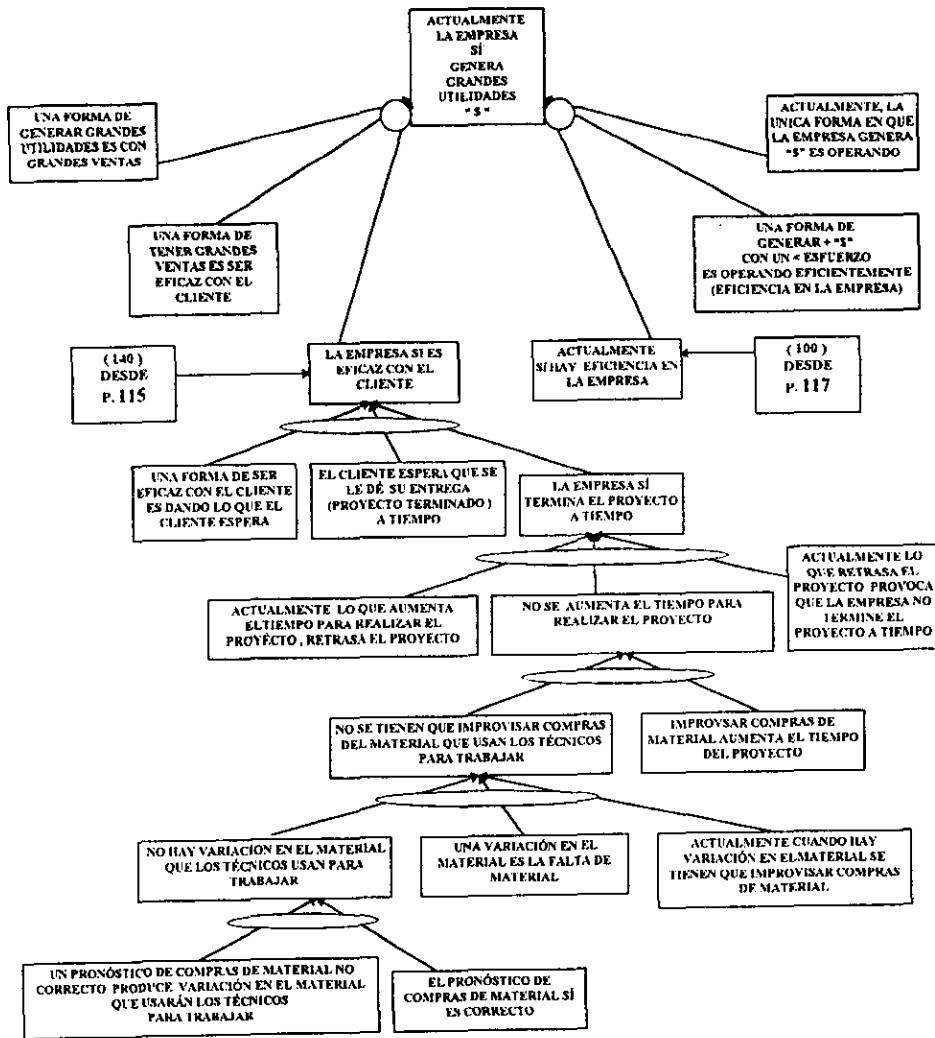 ACTUALMENTE
LA EMPRESA
SÍ
GENERA
GRANDES
UTILIDADES
"$"
UNA FORMA DE
GENERAR GRANDES
UTILIDADES ES CON
GRANDES VENTAS
ACTUALMENTE, LA
UNICA FORMA EN QUE
LA EMPRESA GENERA
"$" ES OPERANDO
UNA FORMA DE
TENER GRANDES
VENTAS ES SER
EFICAZ CON EL
CLIENTE
UNA FORMA DE
GENERAR + "$"
CON UN < ESFUERZO
ES OPERANDO EFICIENTEMENTE
(EFICIENCIA EN LA EMPRESA)
(140)
DESDE
P. 115
LA EMPRESA SI ES
EFICAZ CON EL
CLIENTE
ACTUALMENTE
SÍ HAY EFICIENCIA EN
LA EMPRESA
(100)
DESDE
P. 117
UNA FORMA DE SER
EFICAZ CON EL CLIENTE
ES DANDO LO QUE EL
CLIENTE ESPERA
EL CLIENTE ESPERA QUE SE
LE DÉ SU ENTREGA
(PROYECTO TERMINADO)
A TIEMPO
LA EMPRESA SÍ
TERMINA EL PROYECTO
A TIEMPO
ACTUALMENTE LO QUE AUMENTA
EL TIEMPO PARA REALIZAR EL
PROYÉCTO, RETRASA EL PROYECTO
NO SE AUMENTA EL TIEMPO PARA
REALIZAR EL PROYECTO
ACTUALMENTE LO
QUE RETRASA EL
PROYECTO PROVOCA
QUE LA EMPRESA NO
TERMINE EL
PROYECTO A TIEMPO
NO SE TIENEN QUE IMPROVISAR COMPRAS
DEL MATERIAL QUE USAN LOS TÉCNICOS
PARA TRABAJAR
IMPROVSAR COMPRAS DE
MATERIAL AUMENTA EL TIEMPO
DEL PROYECTO
NO HAY VARIACIÓN EN EL MATERIAL
QUE LOS TÉCNICOS USAN PARA
TRABAJAR
UNA VARIACIÓN EN EL
MATERIAL ES LA FALTA DE
MATERIAL
ACTUALMENTE CUANDO HAY
VARIACIÓN EN ELMATERIAL SE
TIENEN QUE IMPROVISAR COMPRAS
DE MATERIAL
UN PRONÓSTICO DE COMPRAS DE MATERIAL NO
CORRECTO PRODUCE VARIACIÓN EN EL MATERIAL
QUE USARÁN LOS TÉCNICOS
PARA TRABAJAR
EL PRONÓSTICO DE
COMPRAS DE MATERIAL SÍ
ES CORRECTO